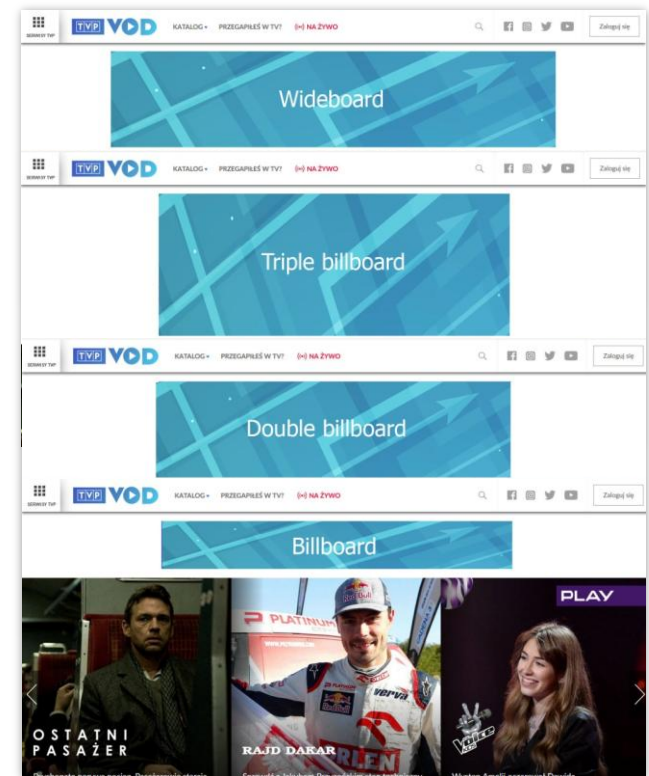 SERWISY TVP TVP VOD KATALOG PRZEGAPIŁEŚ W TV? NA ŻYWO Zaloguj się
Wideboard
SERWISY TVP TVP VOD KATALOG PRZEGAPIŁEŚ W TV? NA ŻYWO Zaloguj się
Triple billboard
SERWISY TVP TVP VOD KATALOG PRZEGAPIŁEŚ W TV? NA ŻYWO Zaloguj się
Double billboard
SERWISY TVP TVP VOD KATALOG PRZEGAPIŁEŚ W TV? NA ŻYWO Zaloguj się
Billboard
PLAY
Red Bull
PLATINUM
verva
ORLEN
OSTATNI
PASAŻER
RAJD DAKAR
The Voice